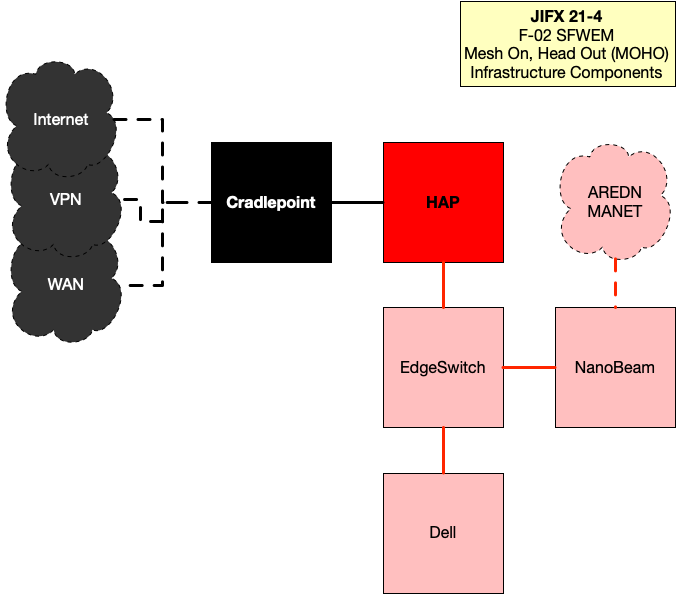 JIFX 21-4
F-02 SFWEM
Mesh On, Head Out (MOHO)
Infrastructure Components
Internet
VPN
WAN
Cradlepoint
HAP
AREDN
MANET
EdgeSwitch
NanoBeam
Dell